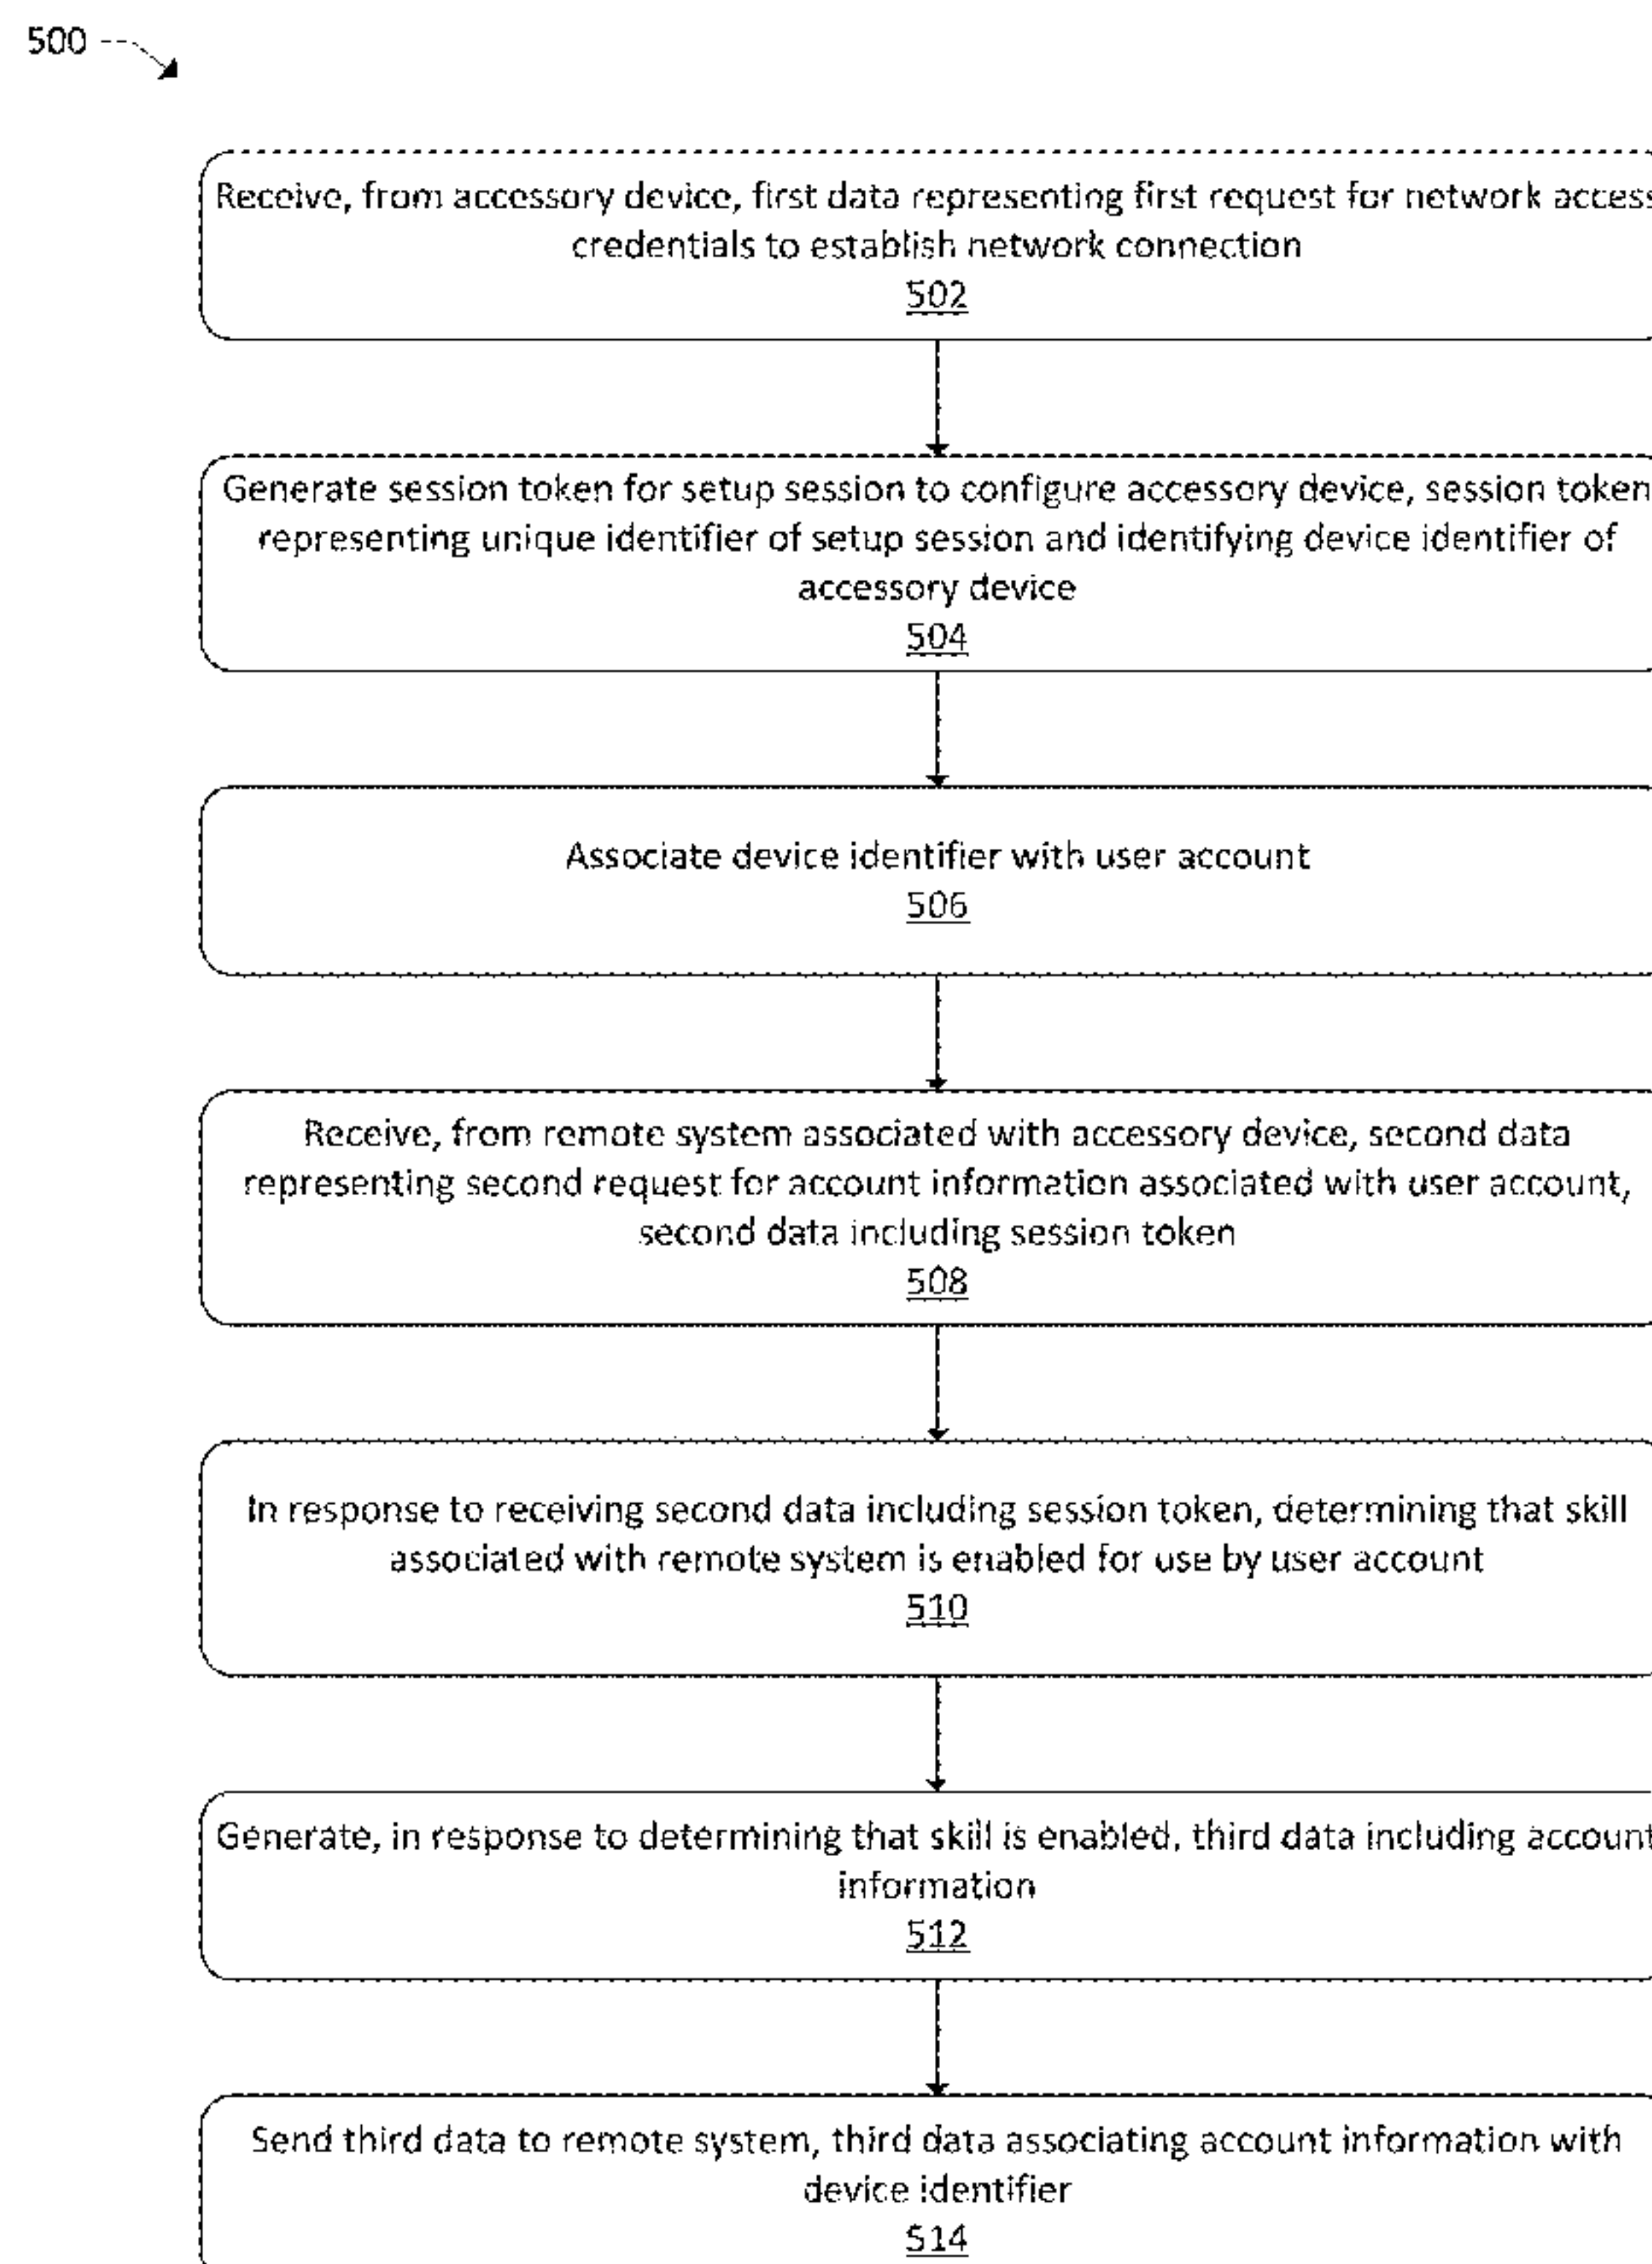 500
Receive, from accessory device, first data representing first request for network access
credentials to establish network connection
502
Generate session token for setup session to configure accessory device, session token
representing unique identifier of setup session and identifying device identifier of
accessory device
504
Associate device identifier with user account
506
Receive, from remote system associated with accessory device, second data
representing second request for account information associated with user account,
second data including session token
508
In response to receiving second data including session token, determining that skill
associated with remote system is enabled for use by user account
510
Generate, in response to determining that skill is enabled, third data including account
information
512
Send third data to remote system, third data associating account information with
device identifier
514